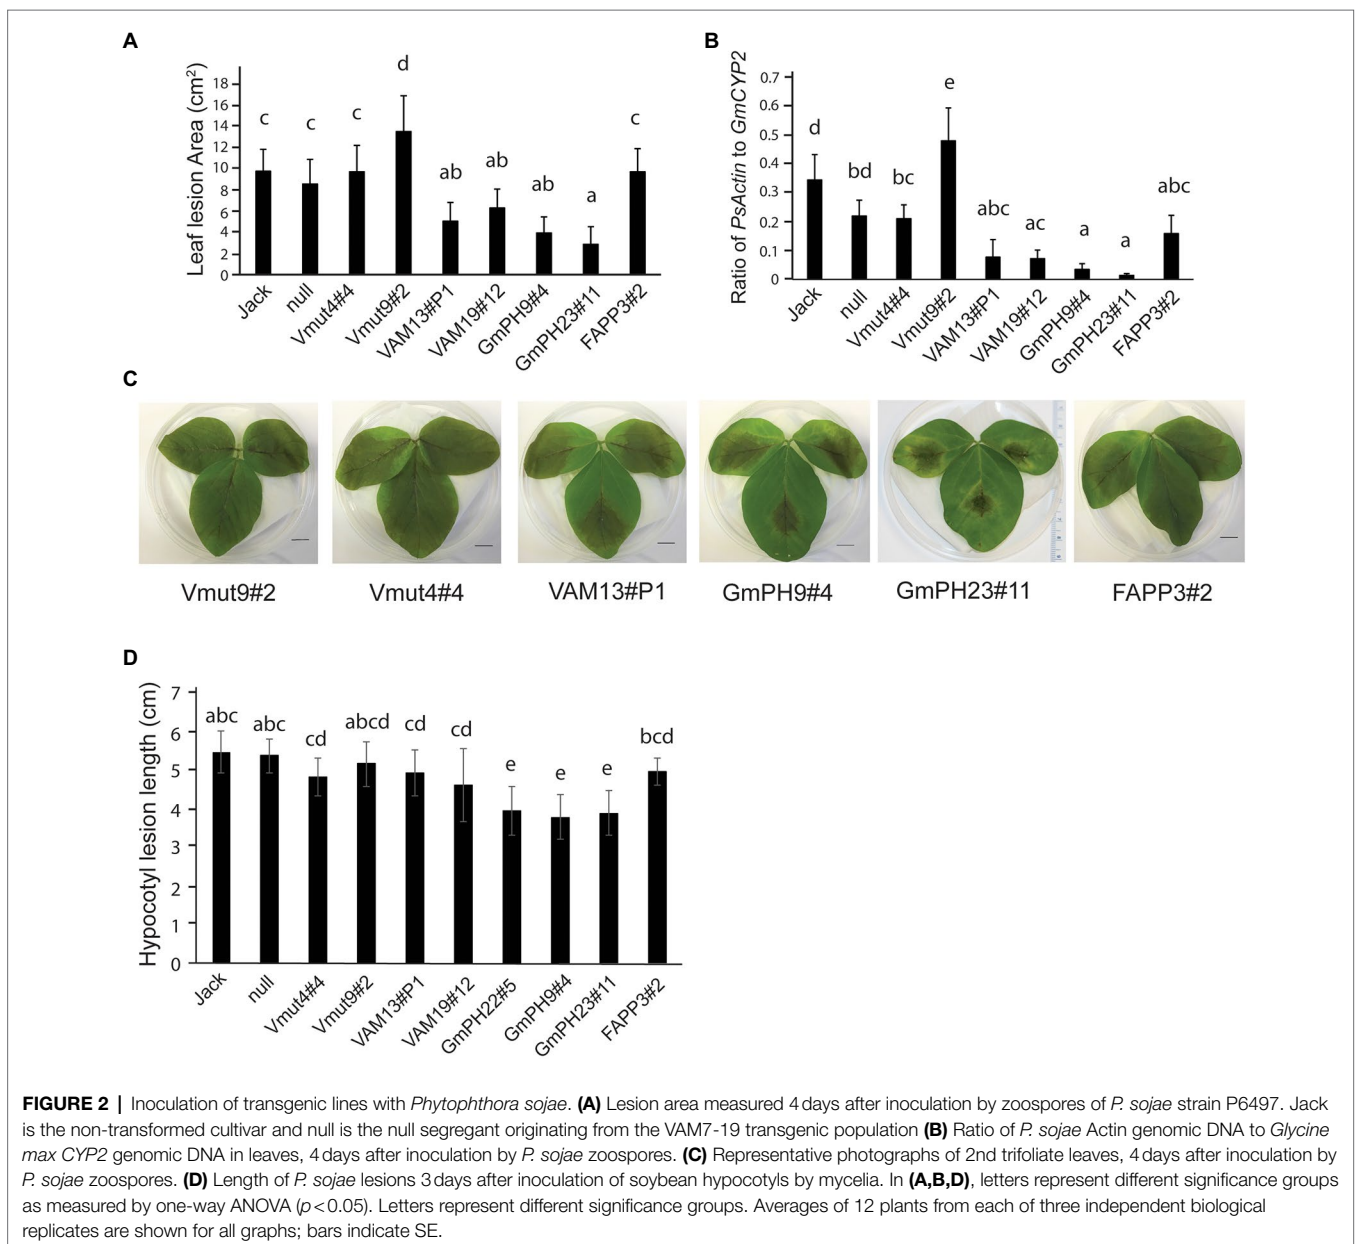 A
Leaf lesion Area (cm²)
18
16
14
12
10
8
6
4
2
0
c
c
c
d
ab
ab
ab
a
c
Jack
null
Vmut4#4
Vmut9#2
VAM13#P1
VAM19#12
GmPH9#4
GmPH23#11
FAPP3#2
B
Ratio of PsActin to GmCYP2
0.7
0.6
0.5
0.4
0.3
0.2
0.1
0
d
bd
bc
e
abc
ac
a
a
abc
Jack
null
Vmut4#4
Vmut9#2
VAM13#P1
VAM19#12
GmPH9#4
GmPH23#11
FAPP3#2
C
Vmut9#2
Vmut4#4
VAM13#P1
GmPH9#4
GmPH23#11
FAPP3#2
D
Hypocotyl lesion length (cm)
7
6
5
4
3
2
1
0
abc
abc
cd
abcd
cd
cd
e
e
e
bcd
Jack
null
Vmut4#4
Vmut9#2
VAM13#P1
VAM19#12
GmPH22#5
GmPH9#4
GmPH23#11
FAPP3#2
FIGURE 2 | Inoculation of transgenic lines with Phytophthora sojae. (A) Lesion area measured 4 days after inoculation by zoospores of P. sojae strain P6497. Jack
is the non-transformed cultivar and null is the null segregant originating from the VAM7-19 transgenic population (B) Ratio of P. sojae Actin genomic DNA to Glycine
max CYP2 genomic DNA in leaves, 4 days after inoculation by P. sojae zoospores. (C) Representative photographs of 2nd trifoliate leaves, 4 days after inoculation by
P. sojae zoospores. (D) Length of P. sojae lesions 3 days after inoculation of soybean hypocotyls by mycelia. In (A,B,D), letters represent different significance groups
as measured by one-way ANOVA (p < 0.05). Letters represent different significance groups. Averages of 12 plants from each of three independent biological
replicates are shown for all graphs; bars indicate SE.